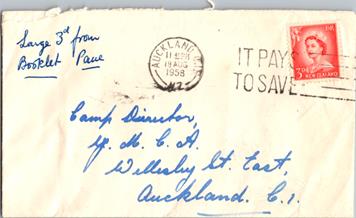 Large 3d from
Booklet Pane
AUCKLAND
19 AUG
1958
N.Z.
IT PAYS
TO SAVE
3D
NEW ZEALAND
Camp Director,
Y. M. C. A.
Wellesley St. East,
Auckland. C.1.